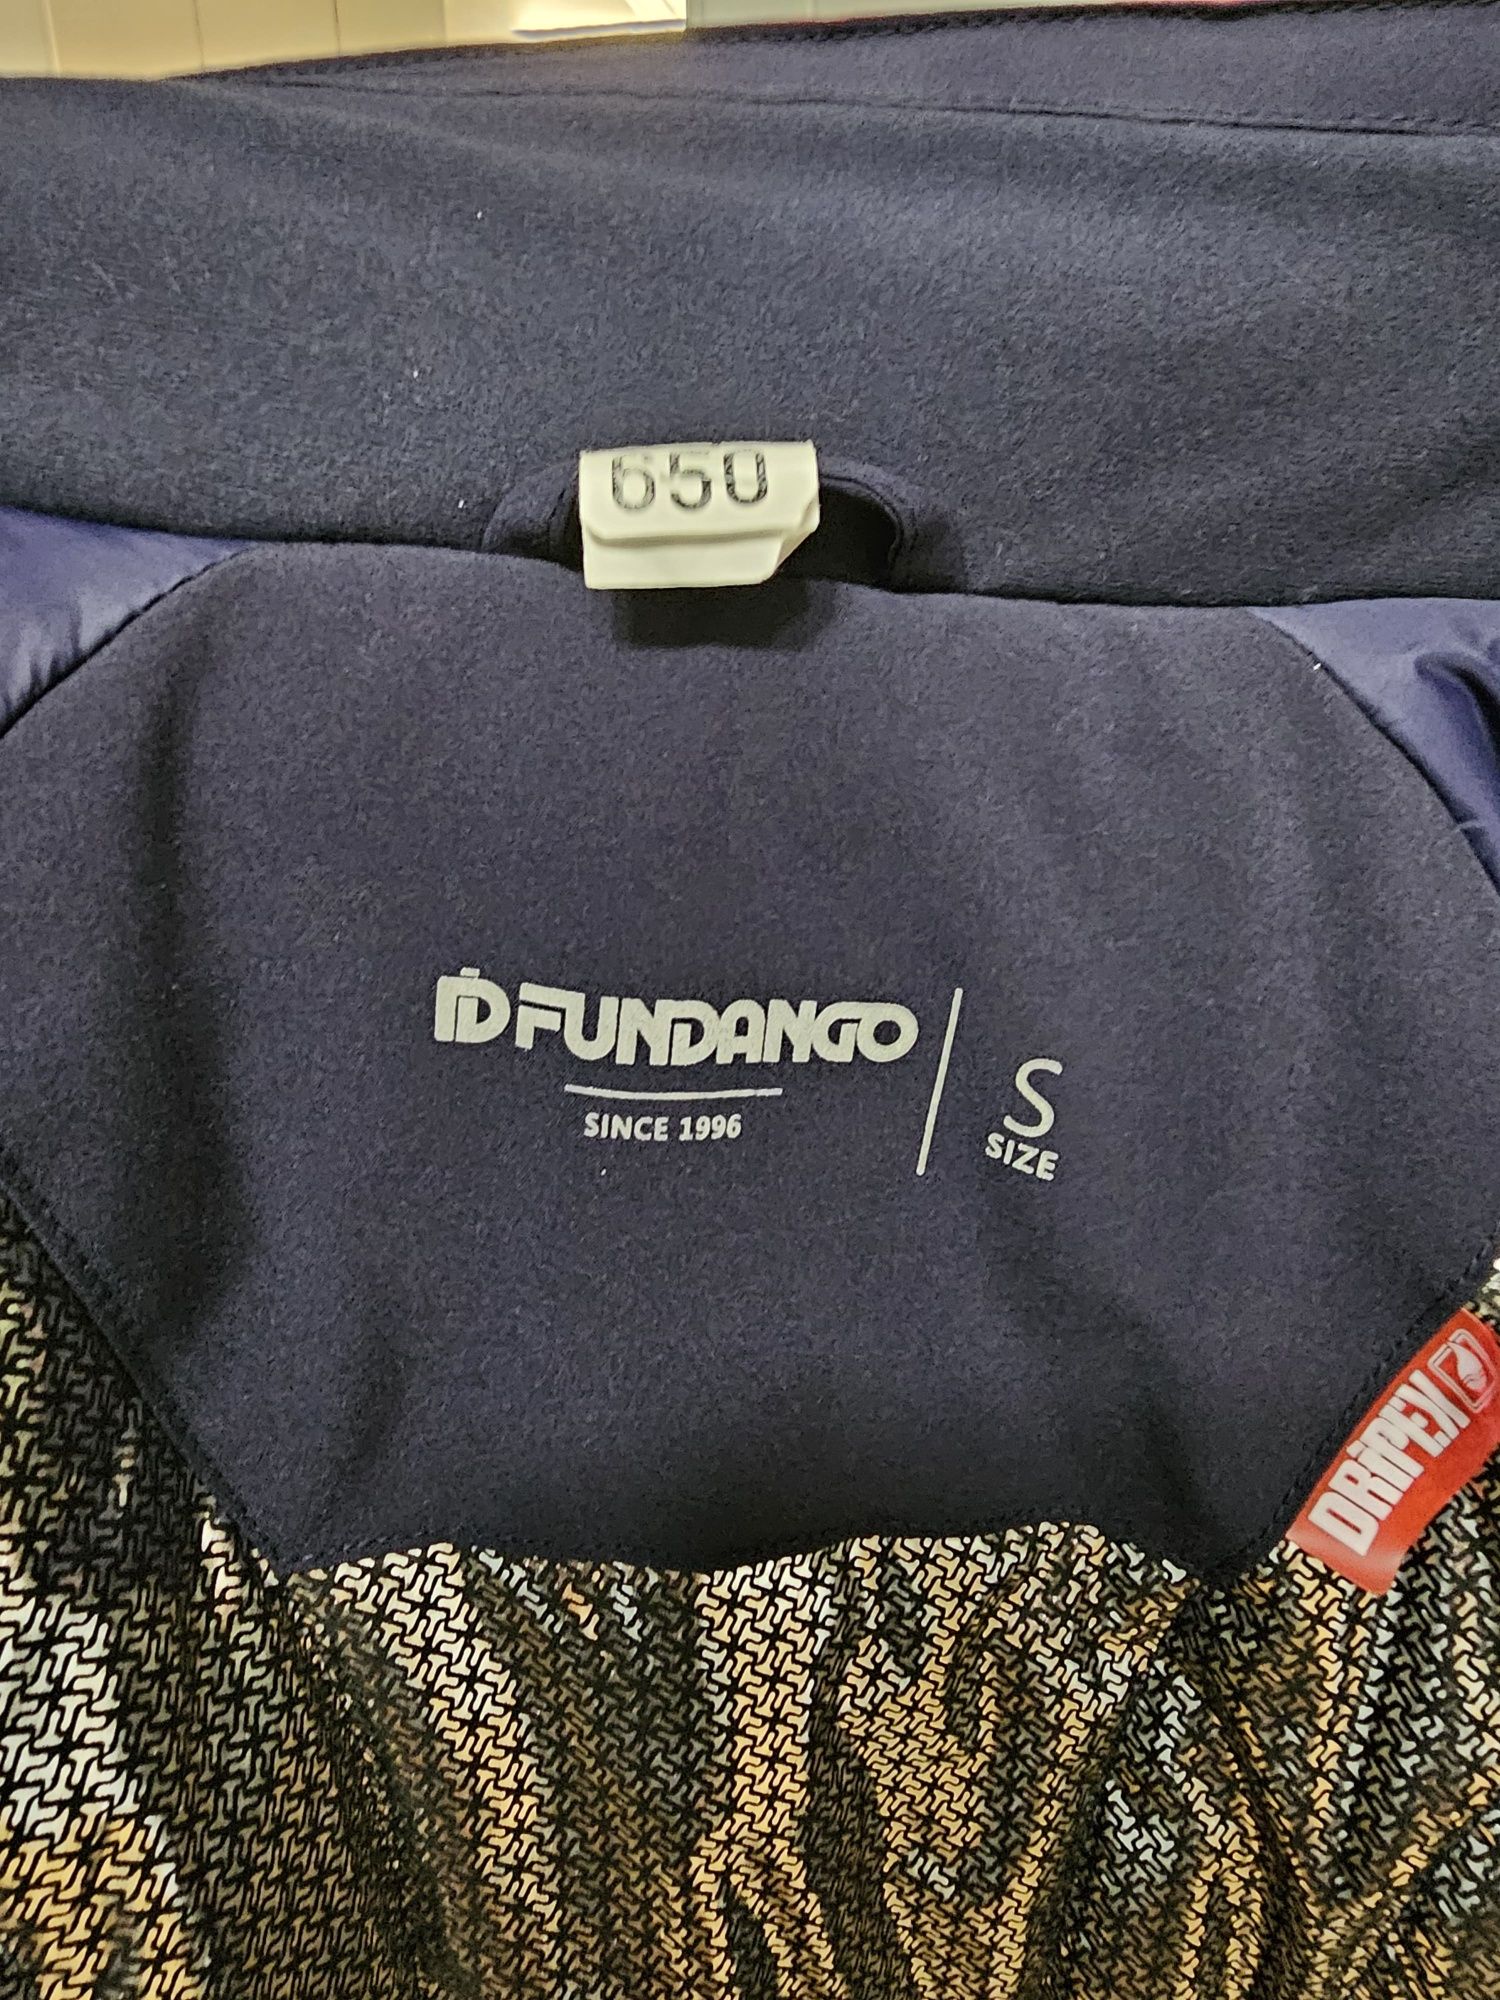 650
FUNDANGO
SINCE 1996
S
SIZE
DRIPEX